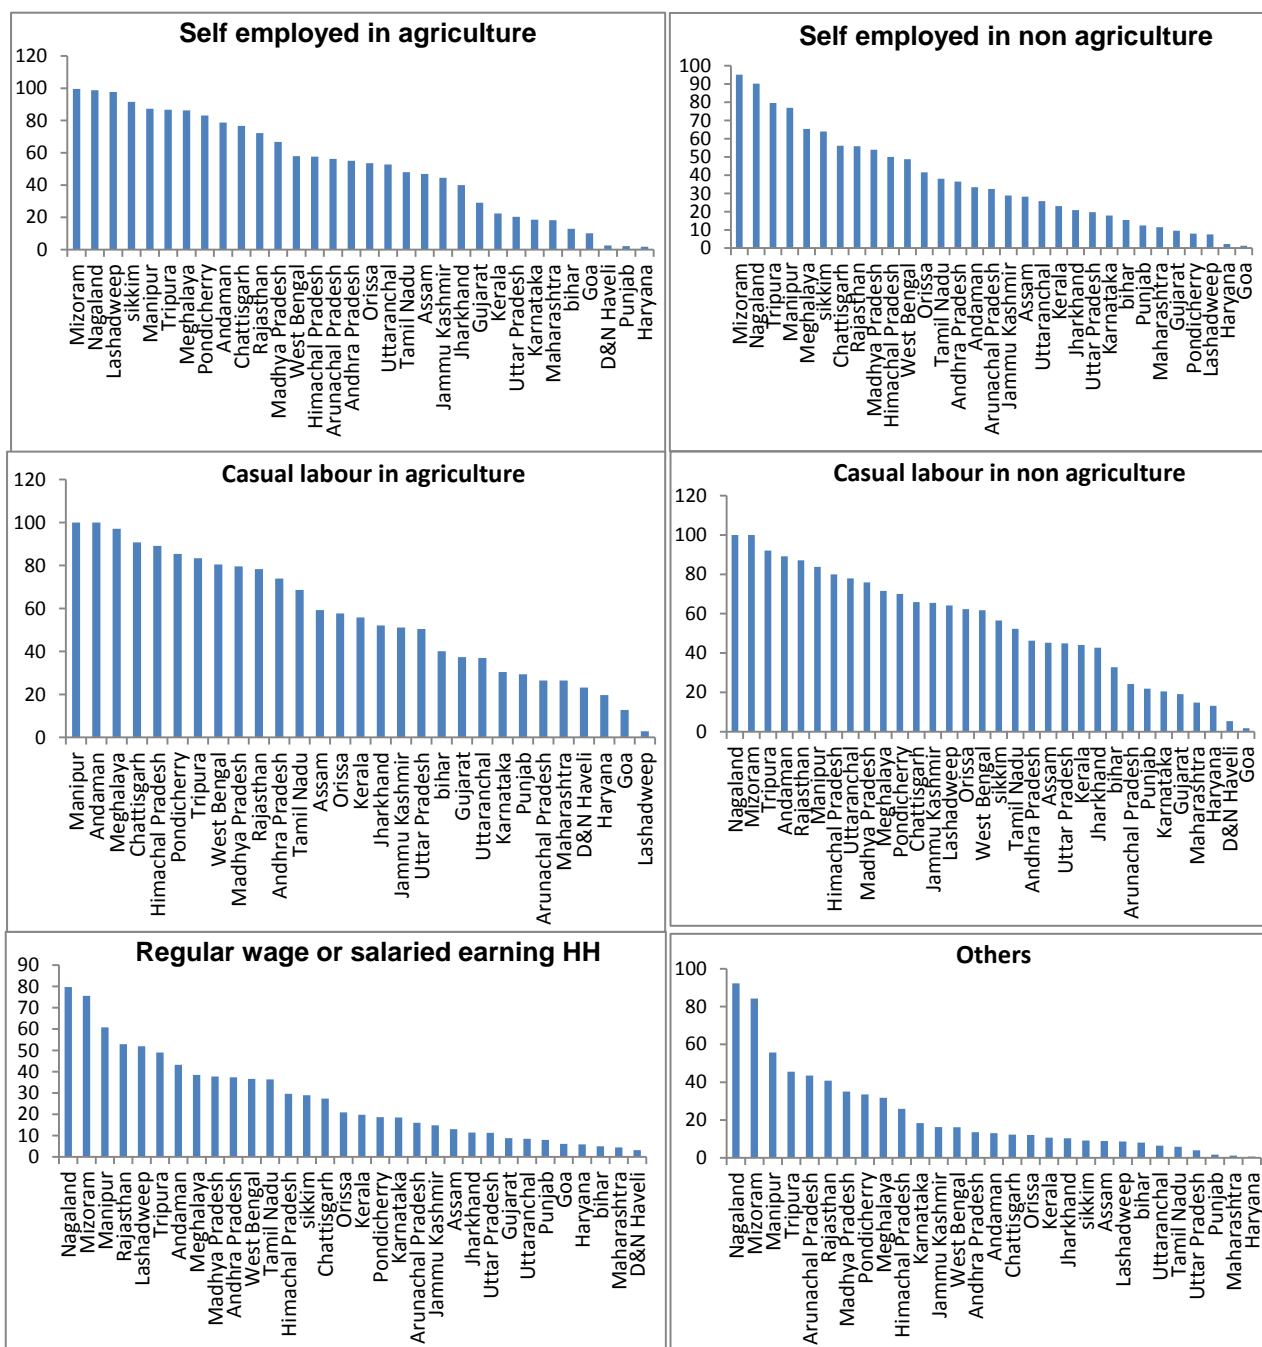 Self employed in agriculture
120
100
80
60
40
20
0
Mizoram
Nagaland
Lashadweep
sikkim
Manipur
Tripura
Meghalaya
Pondicherry
Andaman
Chattisgarh
Rajasthan
Madhya Pradesh
West Bengal
Himachal Pradesh
Arunachal Pradesh
Andhra Pradesh
Orissa
Uttaranchal
Tamil Nadu
Assam
Jammu Kashmir
Jharkhand
Gujarat
Kerala
Uttar Pradesh
Karnataka
Maharashtra
bihar
Goa
D&N Haveli
Punjab
Haryana
Self employed in non agriculture
100
90
80
70
60
50
40
30
20
10
0
Mizoram
Nagaland
Tripura
Manipur
Meghalaya
sikkim
Chattisgarh
Rajasthan
Madhya Pradesh
Himachal Pradesh
West Bengal
Orissa
Tamil Nadu
Andhra Pradesh
Andaman
Arunachal Pradesh
Jammu Kashmir
Assam
Uttaranchal
Kerala
Jharkhand
Uttar Pradesh
Karnataka
bihar
Punjab
Maharashtra
Gujarat
Pondicherry
Lashadweep
Haryana
Goa
Casual labour in agriculture
120
100
80
60
40
20
0
Manipur
Andaman
Meghalaya
Chattisgarh
Himachal Pradesh
Pondicherry
Tripura
West Bengal
Madhya Pradesh
Rajasthan
Andhra Pradesh
Tamil Nadu
Assam
Orissa
Kerala
Jharkhand
Jammu Kashmir
Uttar Pradesh
bihar
Gujarat
Uttaranchal
Karnataka
Punjab
Arunachal Pradesh
Maharashtra
D&N Haveli
Haryana
Goa
Lashadweep
Casual labour in non agriculture
120
100
80
60
40
20
0
Nagaland
Mizoram
Tripura
Andaman
Rajasthan
Manipur
Himachal Pradesh
Uttaranchal
Madhya Pradesh
Meghalaya
Pondicherry
Chattisgarh
Jammu Kashmir
Lashadweep
Orissa
West Bengal
sikkim
Tamil Nadu
Andhra Pradesh
Assam
Uttar Pradesh
Kerala
Jharkhand
bihar
Arunachal Pradesh
Punjab
Karnataka
Gujarat
Maharashtra
Haryana
D&N Haveli
Goa
Regular wage or salaried earning HH
90
80
70
60
50
40
30
20
10
0
Nagaland
Mizoram
Manipur
Rajasthan
Lashadweep
Tripura
Andaman
Meghalaya
Madhya Pradesh
Andhra Pradesh
West Bengal
Tamil Nadu
Himachal Pradesh
sikkim
Chattisgarh
Orissa
Kerala
Pondicherry
Karnataka
Arunachal Pradesh
Jammu Kashmir
Assam
Jharkhand
Uttar Pradesh
Gujarat
Uttaranchal
Punjab
Goa
Haryana
bihar
Maharashtra
D&N Haveli
Others
100
80
60
40
20
0
Nagaland
Mizoram
Manipur
Tripura
Arunachal Pradesh
Rajasthan
Madhya Pradesh
Pondicherry
Meghalaya
Himachal Pradesh
Karnataka
Jammu Kashmir
West Bengal
Andhra Pradesh
Andaman
Chattisgarh
Orissa
Kerala
Jharkhand
sikkim
Assam
Lashadweep
bihar
Uttaranchal
Tamil Nadu
Uttar Pradesh
Punjab
Maharashtra
Haryana